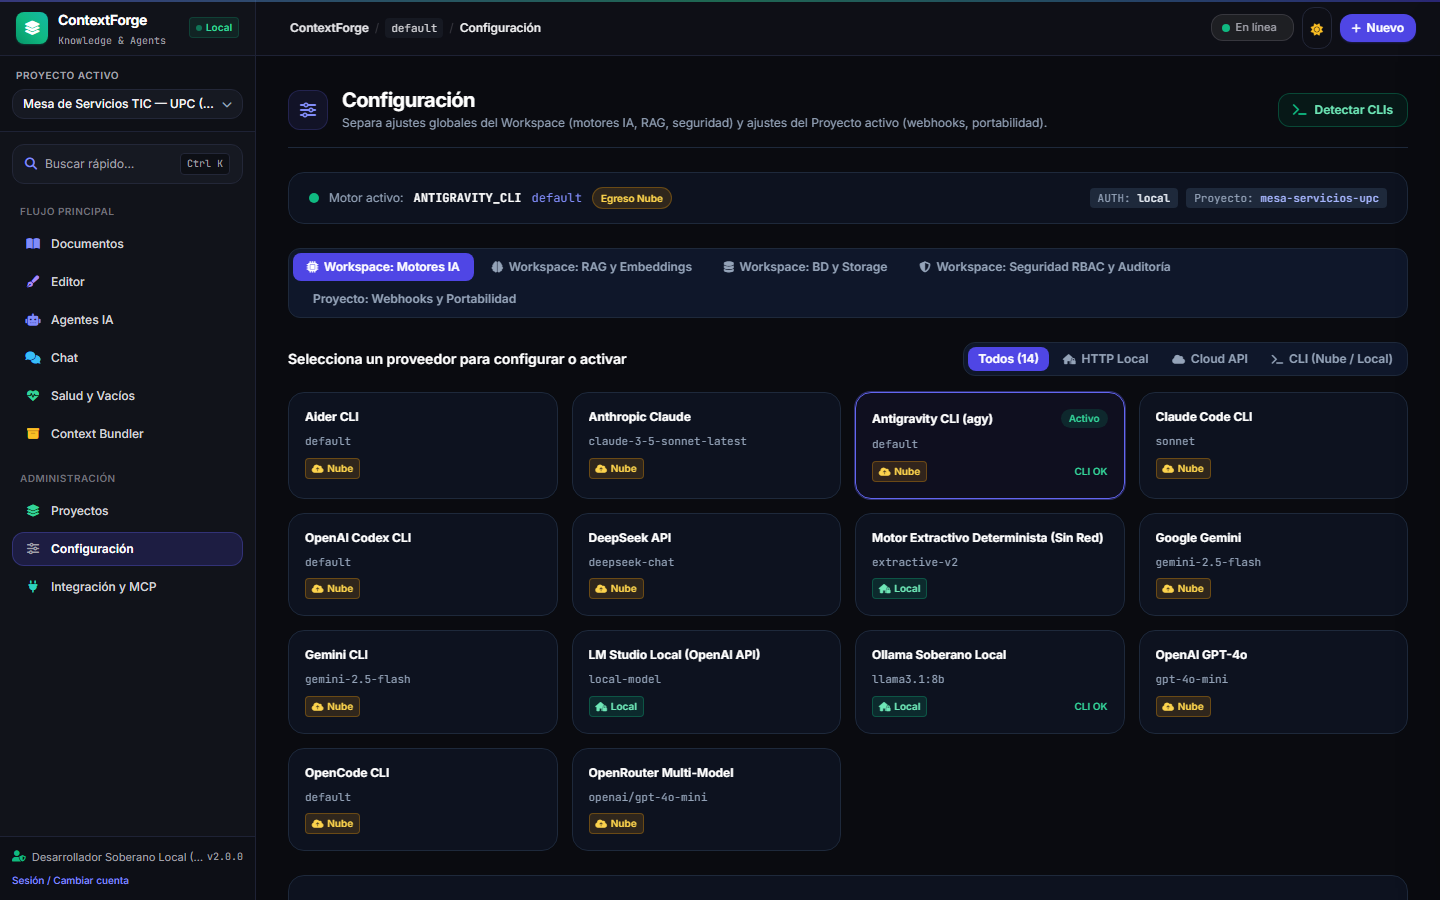 ContextForge
Knowledge & Agents
Local
PROYECTO ACTIVO
Mesa de Servicios TIC — UPC (...
Buscar rápido...
Ctrl K
FLUJO PRINCIPAL
Documentos
Editor
Agentes IA
Chat
Salud y Vacíos
Context Bundler
ADMINISTRACIÓN
Proyectos
Configuración
Integración y MCP
Desarrollador Soberano Local (... v2.0.0
Sesión / Cambiar cuenta
ContextForge / default / Configuración
En línea
+ Nuevo
Configuración
Separa ajustes globales del Workspace (motores IA, RAG, seguridad) y ajustes del Proyecto activo (webhooks, portabilidad).
Detectar CLIs
Motor activo: ANTIGRAVITY_CLI default Egreso Nube
AUTH: local
Proyecto: mesa-servicios-upc
Workspace: Motores IA
Workspace: RAG y Embeddings
Workspace: BD y Storage
Workspace: Seguridad RBAC y Auditoría
Proyecto: Webhooks y Portabilidad
Selecciona un proveedor para configurar o activar
Todos (14)
HTTP Local
Cloud API
CLI (Nube / Local)
Aider CLI
default
Nube
Anthropic Claude
claude-3-5-sonnet-latest
Nube
Antigravity CLI (agy)
Activo
default
Nube
CLI OK
Claude Code CLI
sonnet
Nube
OpenAI Codex CLI
default
Nube
DeepSeek API
deepseek-chat
Nube
Motor Extractivo Determinista (Sin Red)
extractive-v2
Local
Google Gemini
gemini-2.5-flash
Nube
Gemini CLI
gemini-2.5-flash
Nube
LM Studio Local (OpenAI API)
local-model
Local
Ollama Soberano Local
llama3.1:8b
Local
CLI OK
OpenAI GPT-4o
gpt-4o-mini
Nube
OpenCode CLI
default
Nube
OpenRouter Multi-Model
openai/gpt-4o-mini
Nube